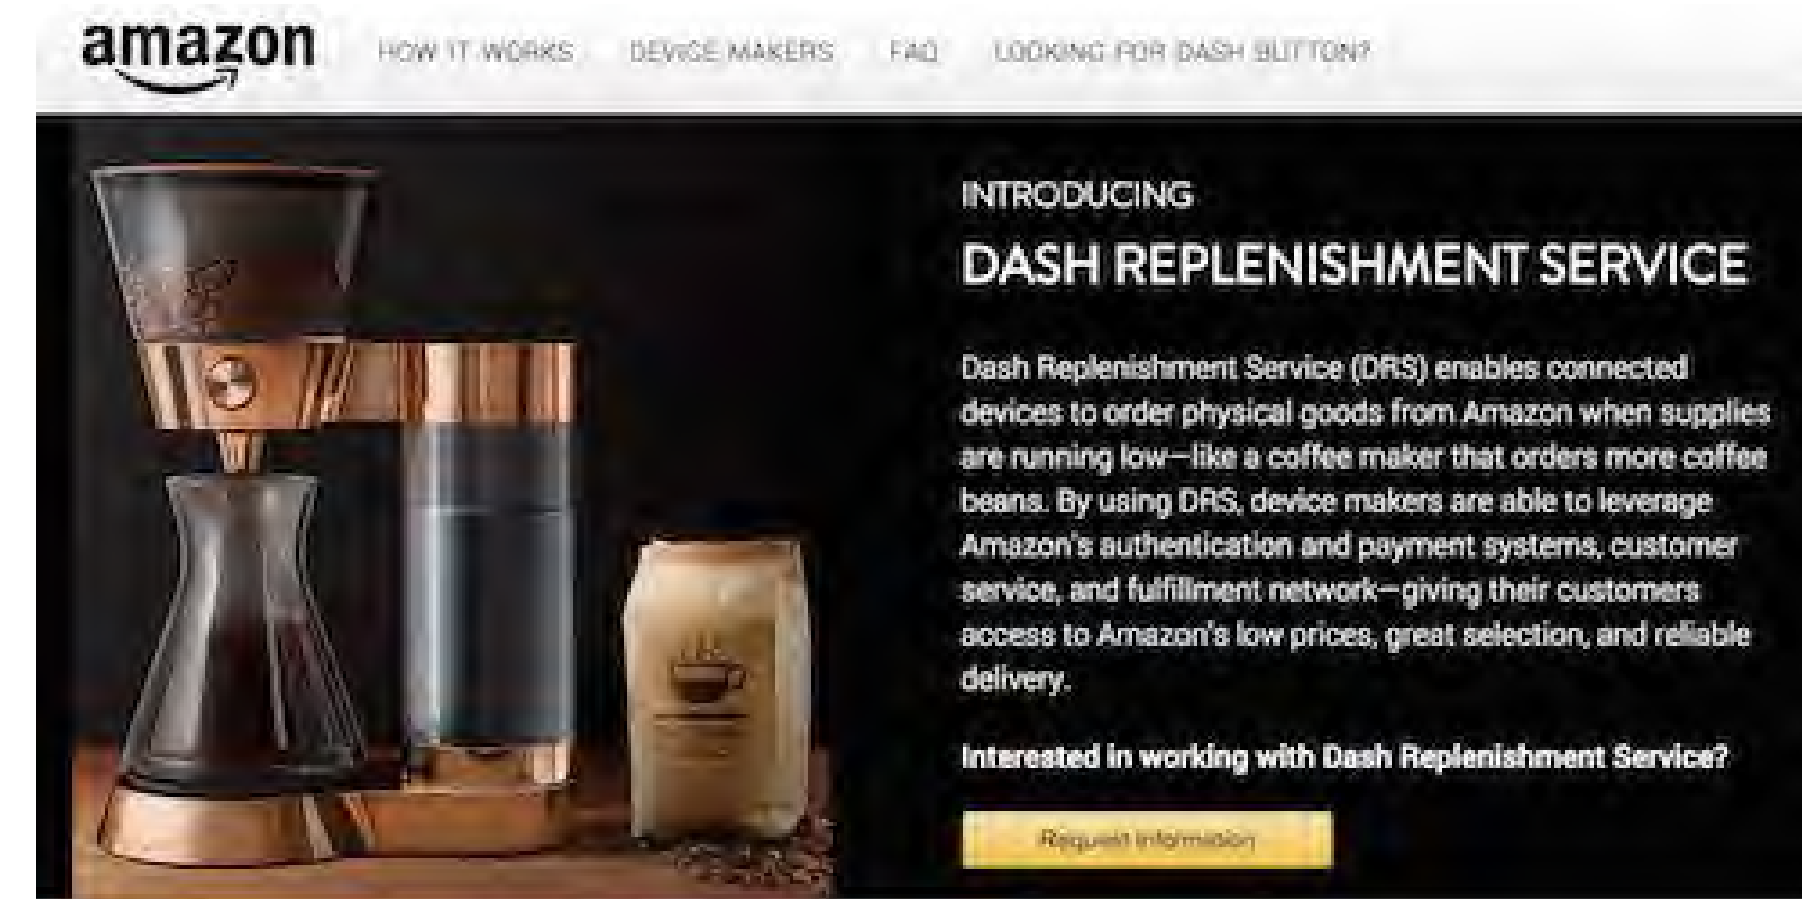 amazon
HOW IT WORKS DEVICE MAKERS FAQ LOOKING FOR DASH BUTTON?
INTRODUCING
DASH REPLENISHMENT SERVICE
Dash Replenishment Service (DRS) enables connected
devices to order physical goods from Amazon when supplies
are running low—like a coffee maker that orders more coffee
beans. By using DRS, device makers are able to leverage
Amazon's authentication and payment systems, customer
service, and fulfillment network—giving their customers
access to Amazon's low prices, great selection, and reliable
delivery.
Interested in working with Dash Replenishment Service?
Request Information